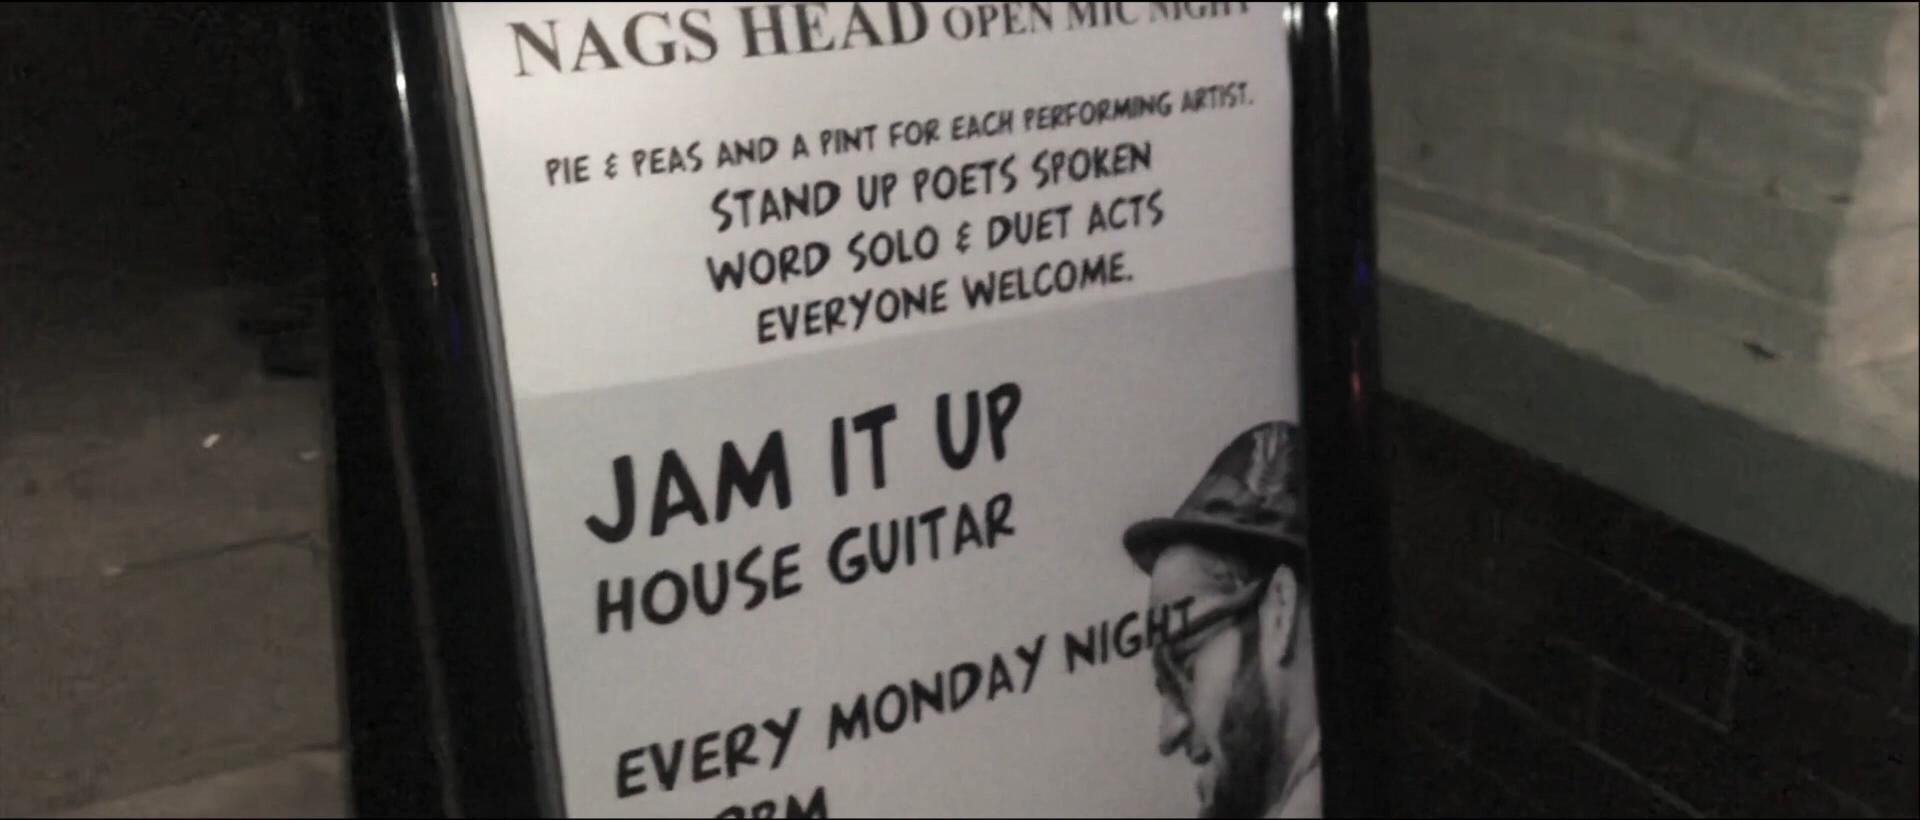 NAGS HEAD OPEN MIC NIGHT
PIE & PEAS AND A PINT FOR EACH PERFORMING ARTIST.
STAND UP POETS SPOKEN
WORD SOLO & DUET ACTS
EVERYONE WELCOME.
JAM IT UP
HOUSE GUITAR
EVERY MONDAY NIGHT